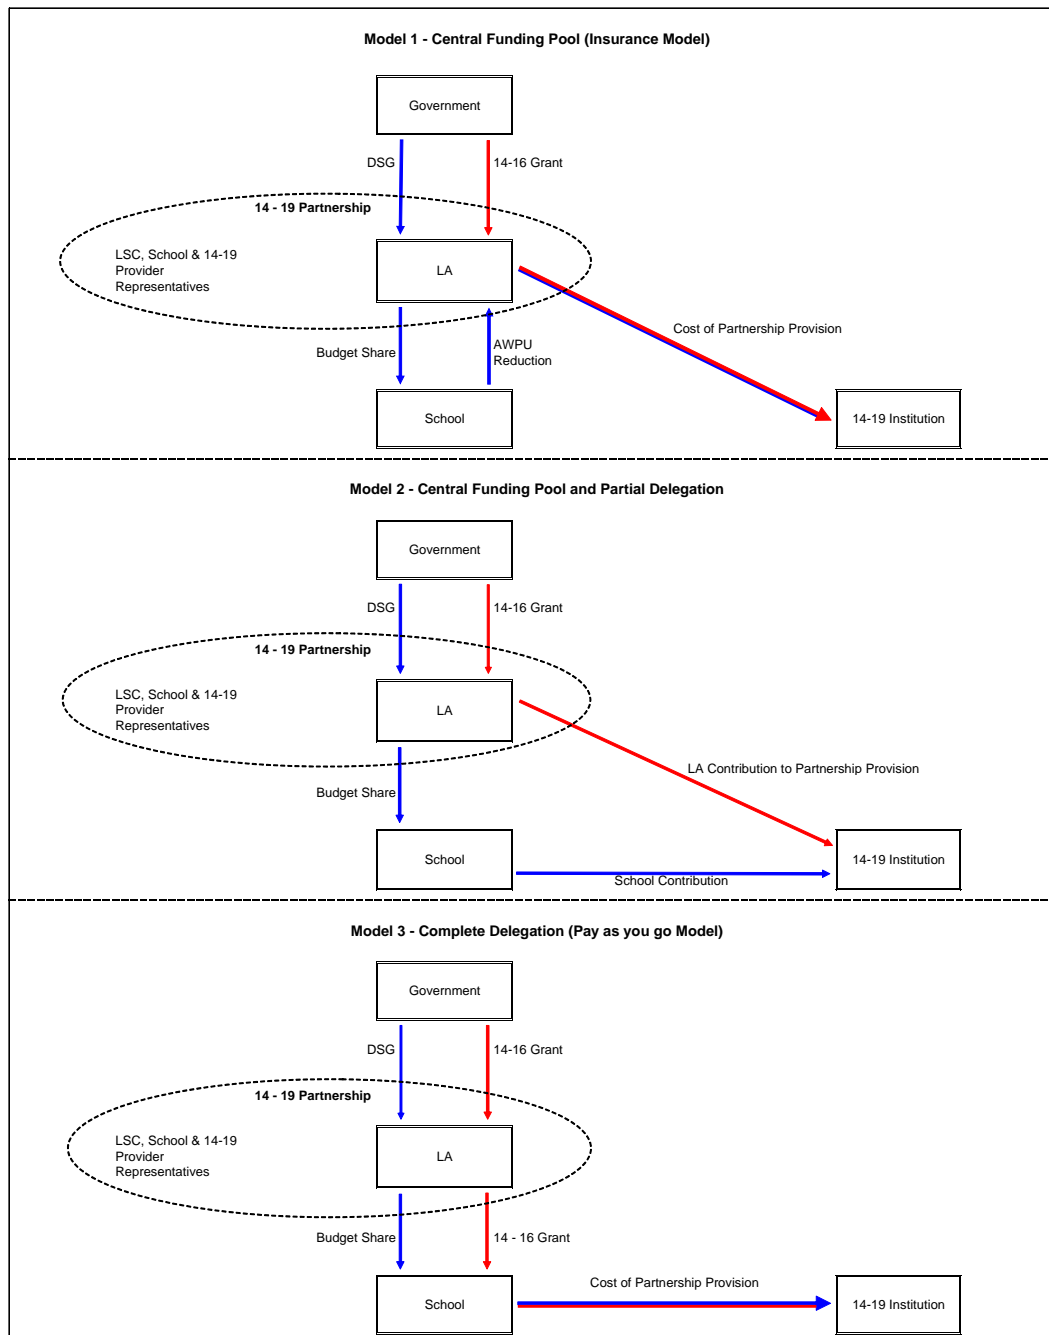 Model 1 - Central Funding Pool (Insurance Model)
Government
DSG
14-16 Grant
14 - 19 Partnership
LSC, School & 14-19
Provider
Representatives
LA
Cost of Partnership Provision
Budget Share
AWPU
Reduction
School
14-19 Institution
Model 2 - Central Funding Pool and Partial Delegation
Government
DSG
14-16 Grant
14 - 19 Partnership
LSC, School & 14-19
Provider
Representatives
LA
LA Contribution to Partnership Provision
Budget Share
School
14-19 Institution
School Contribution
Model 3 - Complete Delegation (Pay as you go Model)
Government
DSG
14-16 Grant
14 - 19 Partnership
LSC, School & 14-19
Provider
Representatives
LA
Budget Share
14 - 16 Grant
Cost of Partnership Provision
School
14-19 Institution